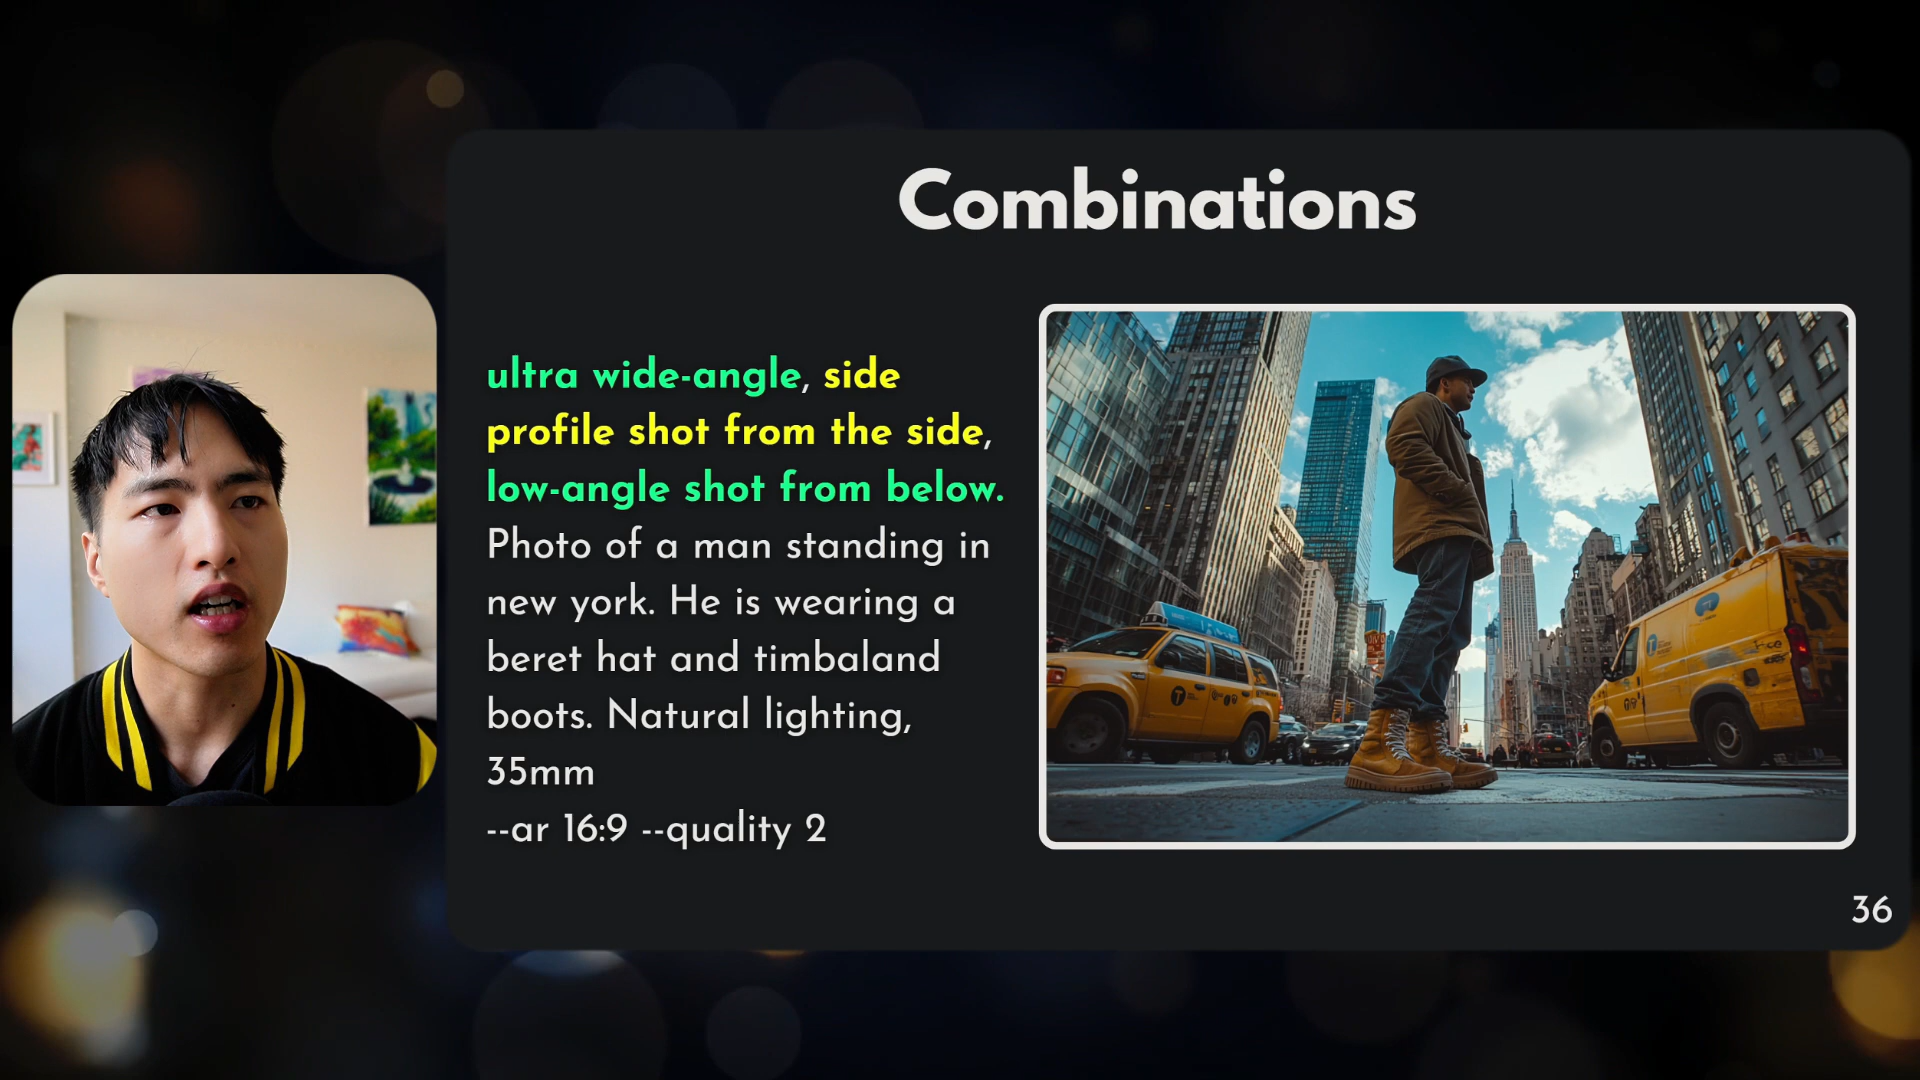 Combinations
ultra wide-angle, side
profile shot from the side,
low-angle shot from below.
Photo of a man standing in
new york. He is wearing a
beret hat and timbaland
boots. Natural lighting,
35mm
--ar 16:9 --quality 2
36